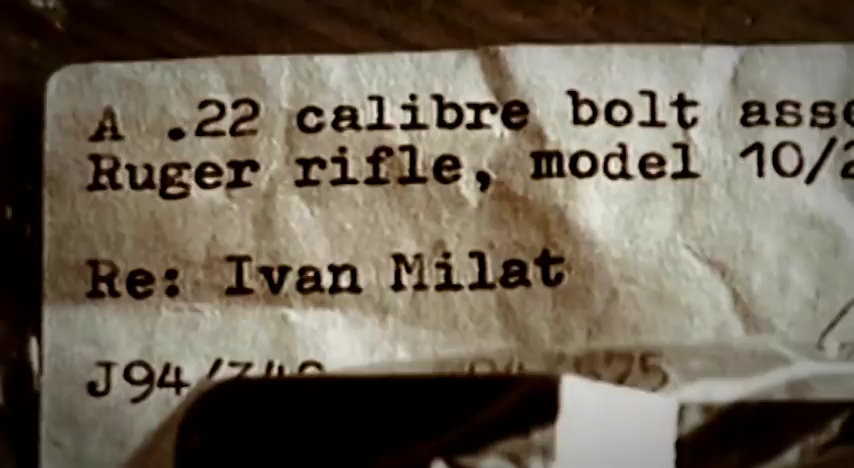 A .22 calibre bolt
Ruger rifle, model
Re: Ivan Milat